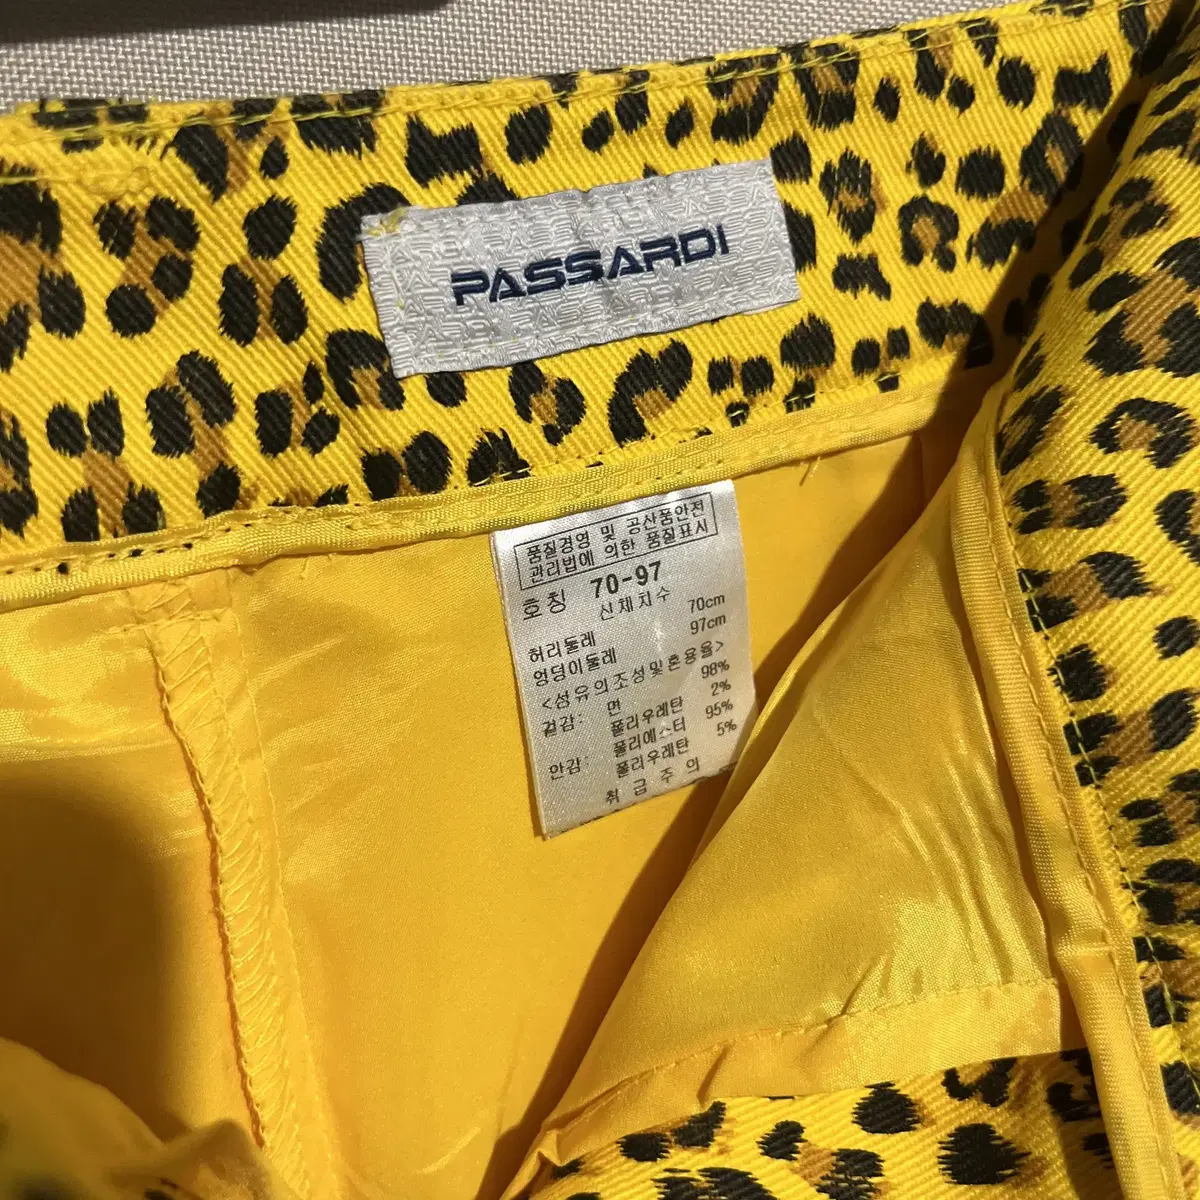 PASSARDI
품질경영 및 공산품안전
관리법에 의한 품질표시
호칭 70-97
신체치수
허리둘레 70cm
엉덩이둘레 97cm
<섬유의조성및혼용율>
겉감: 면 98%
폴리우레탄 2%
안감: 폴리에스터 95%
폴리우레탄 5%
취급주의